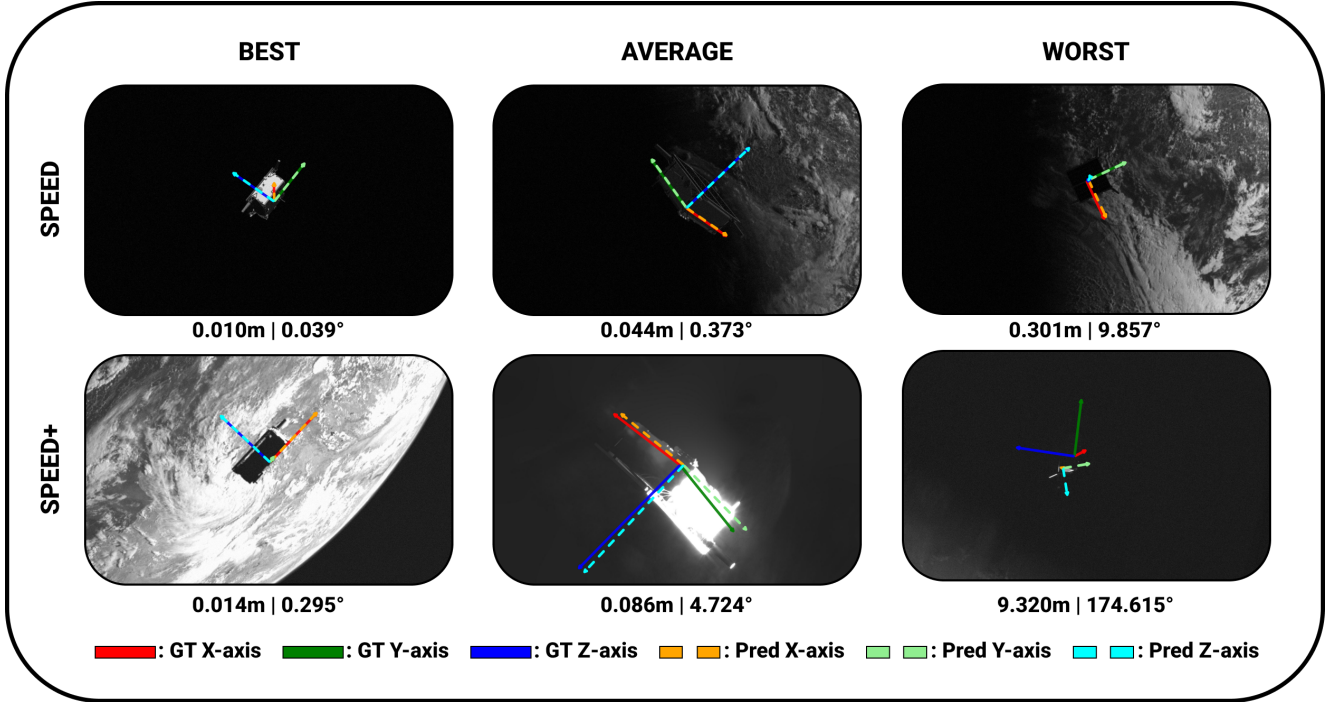 BEST AVERAGE WORST
SPEED
0.010m | 0.039° 0.044m | 0.373° 0.301m | 9.857°
SPEED+
0.014m | 0.295° 0.086m | 4.724° 9.320m | 174.615°
: GT X-axis : GT Y-axis : GT Z-axis : Pred X-axis : Pred Y-axis : Pred Z-axis